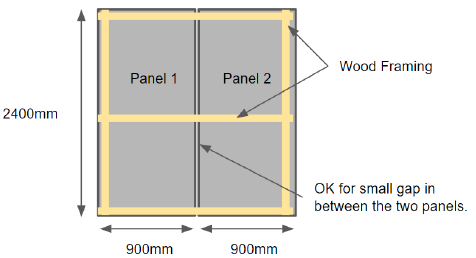 Panel 1
Panel 2
Wood Framing
2400mm
OK for small gap in
between the two panels.
900mm
900mm